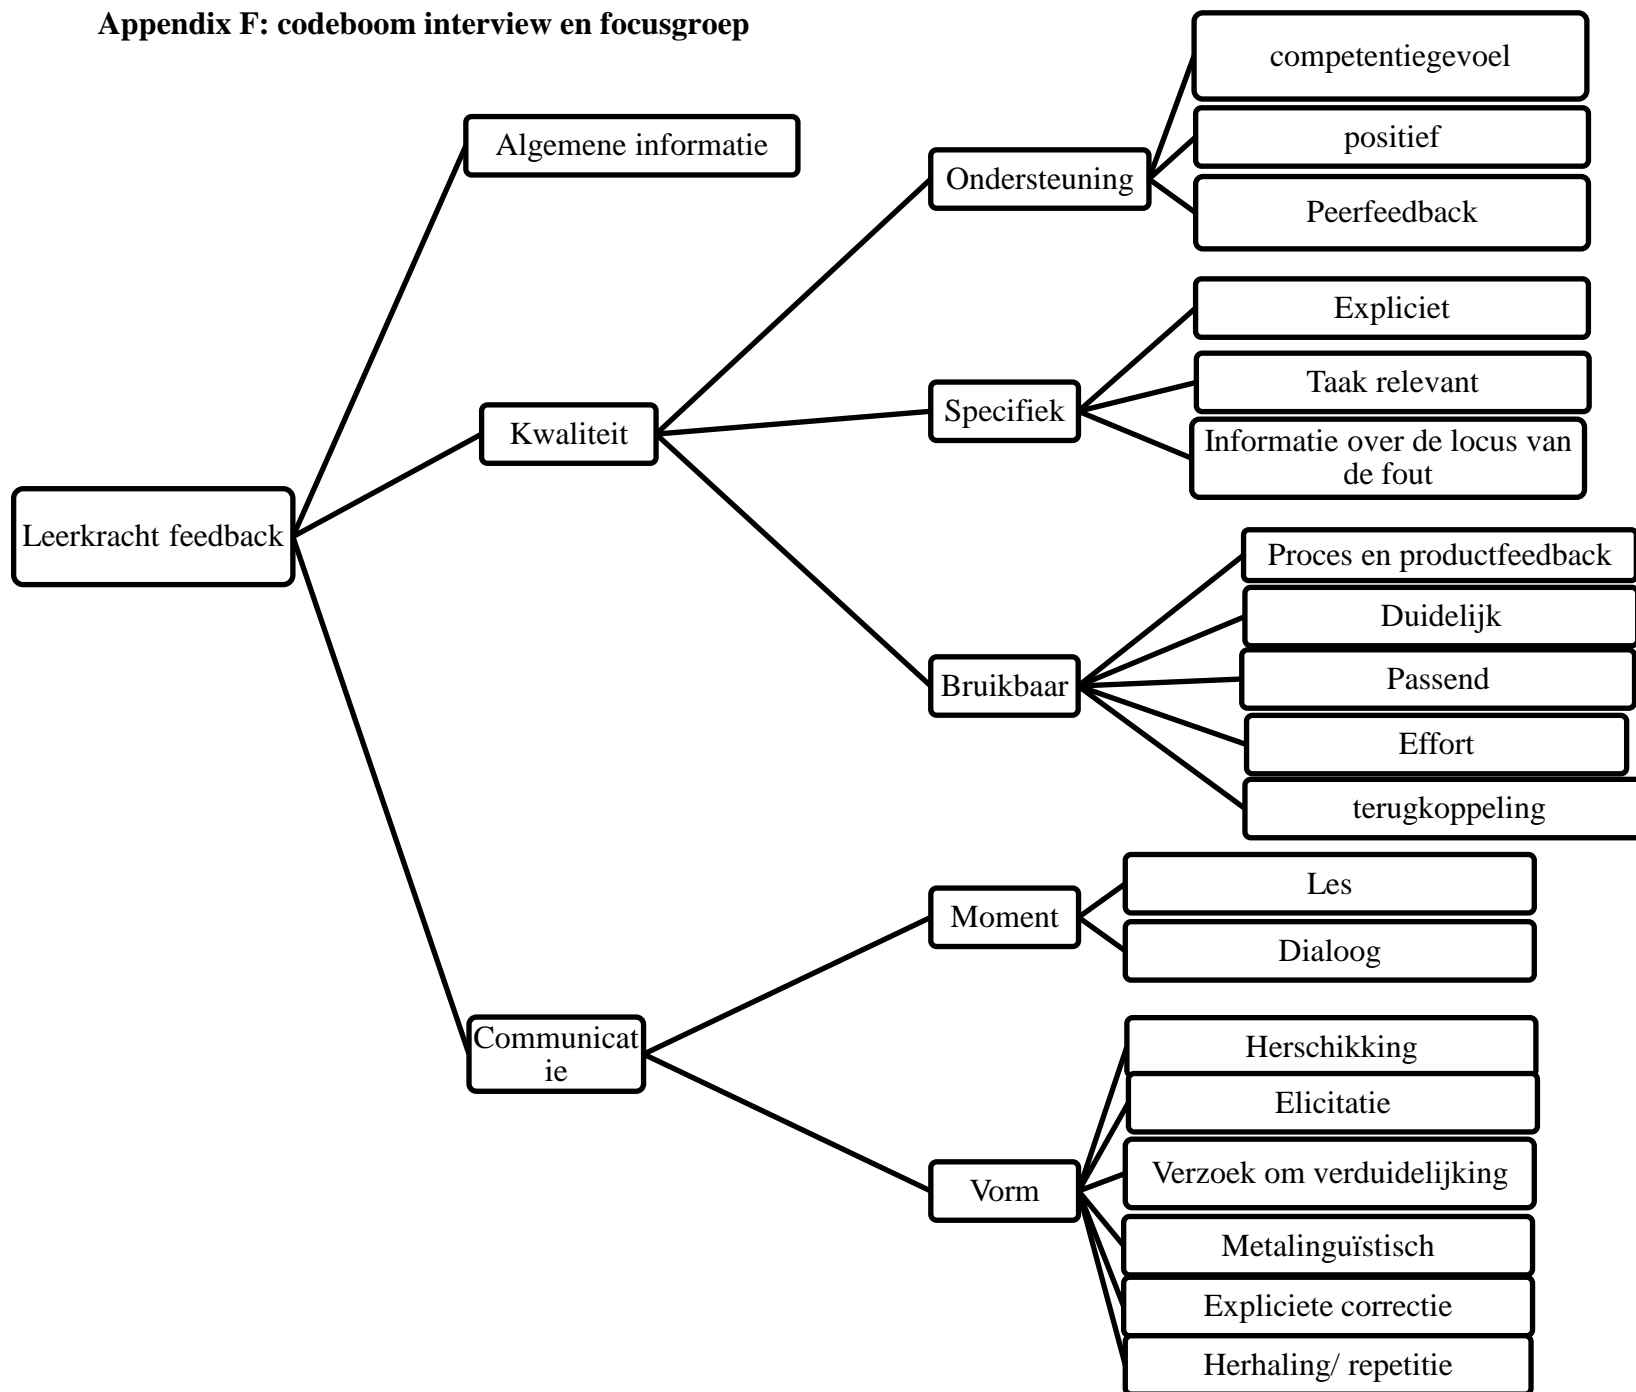 Appendix F: codeboom interview en focusgroep
Leerkracht feedback
Algemene informatie
Kwaliteit
Ondersteuning
competentiegevoel
positief
Peerfeedback
Specifiek
Expliciet
Taak relevant
Informatie over de locus van
de fout
Bruikbaar
Proces en productfeedback
Duidelijk
Passend
Effort
terugkoppeling
Communicat
ie
Moment
Les
Dialoog
Vorm
Herschikking
Elicitatie
Verzoek om verduidelijking
Metalinguïstisch
Expliciete correctie
Herhaling/ repetitie